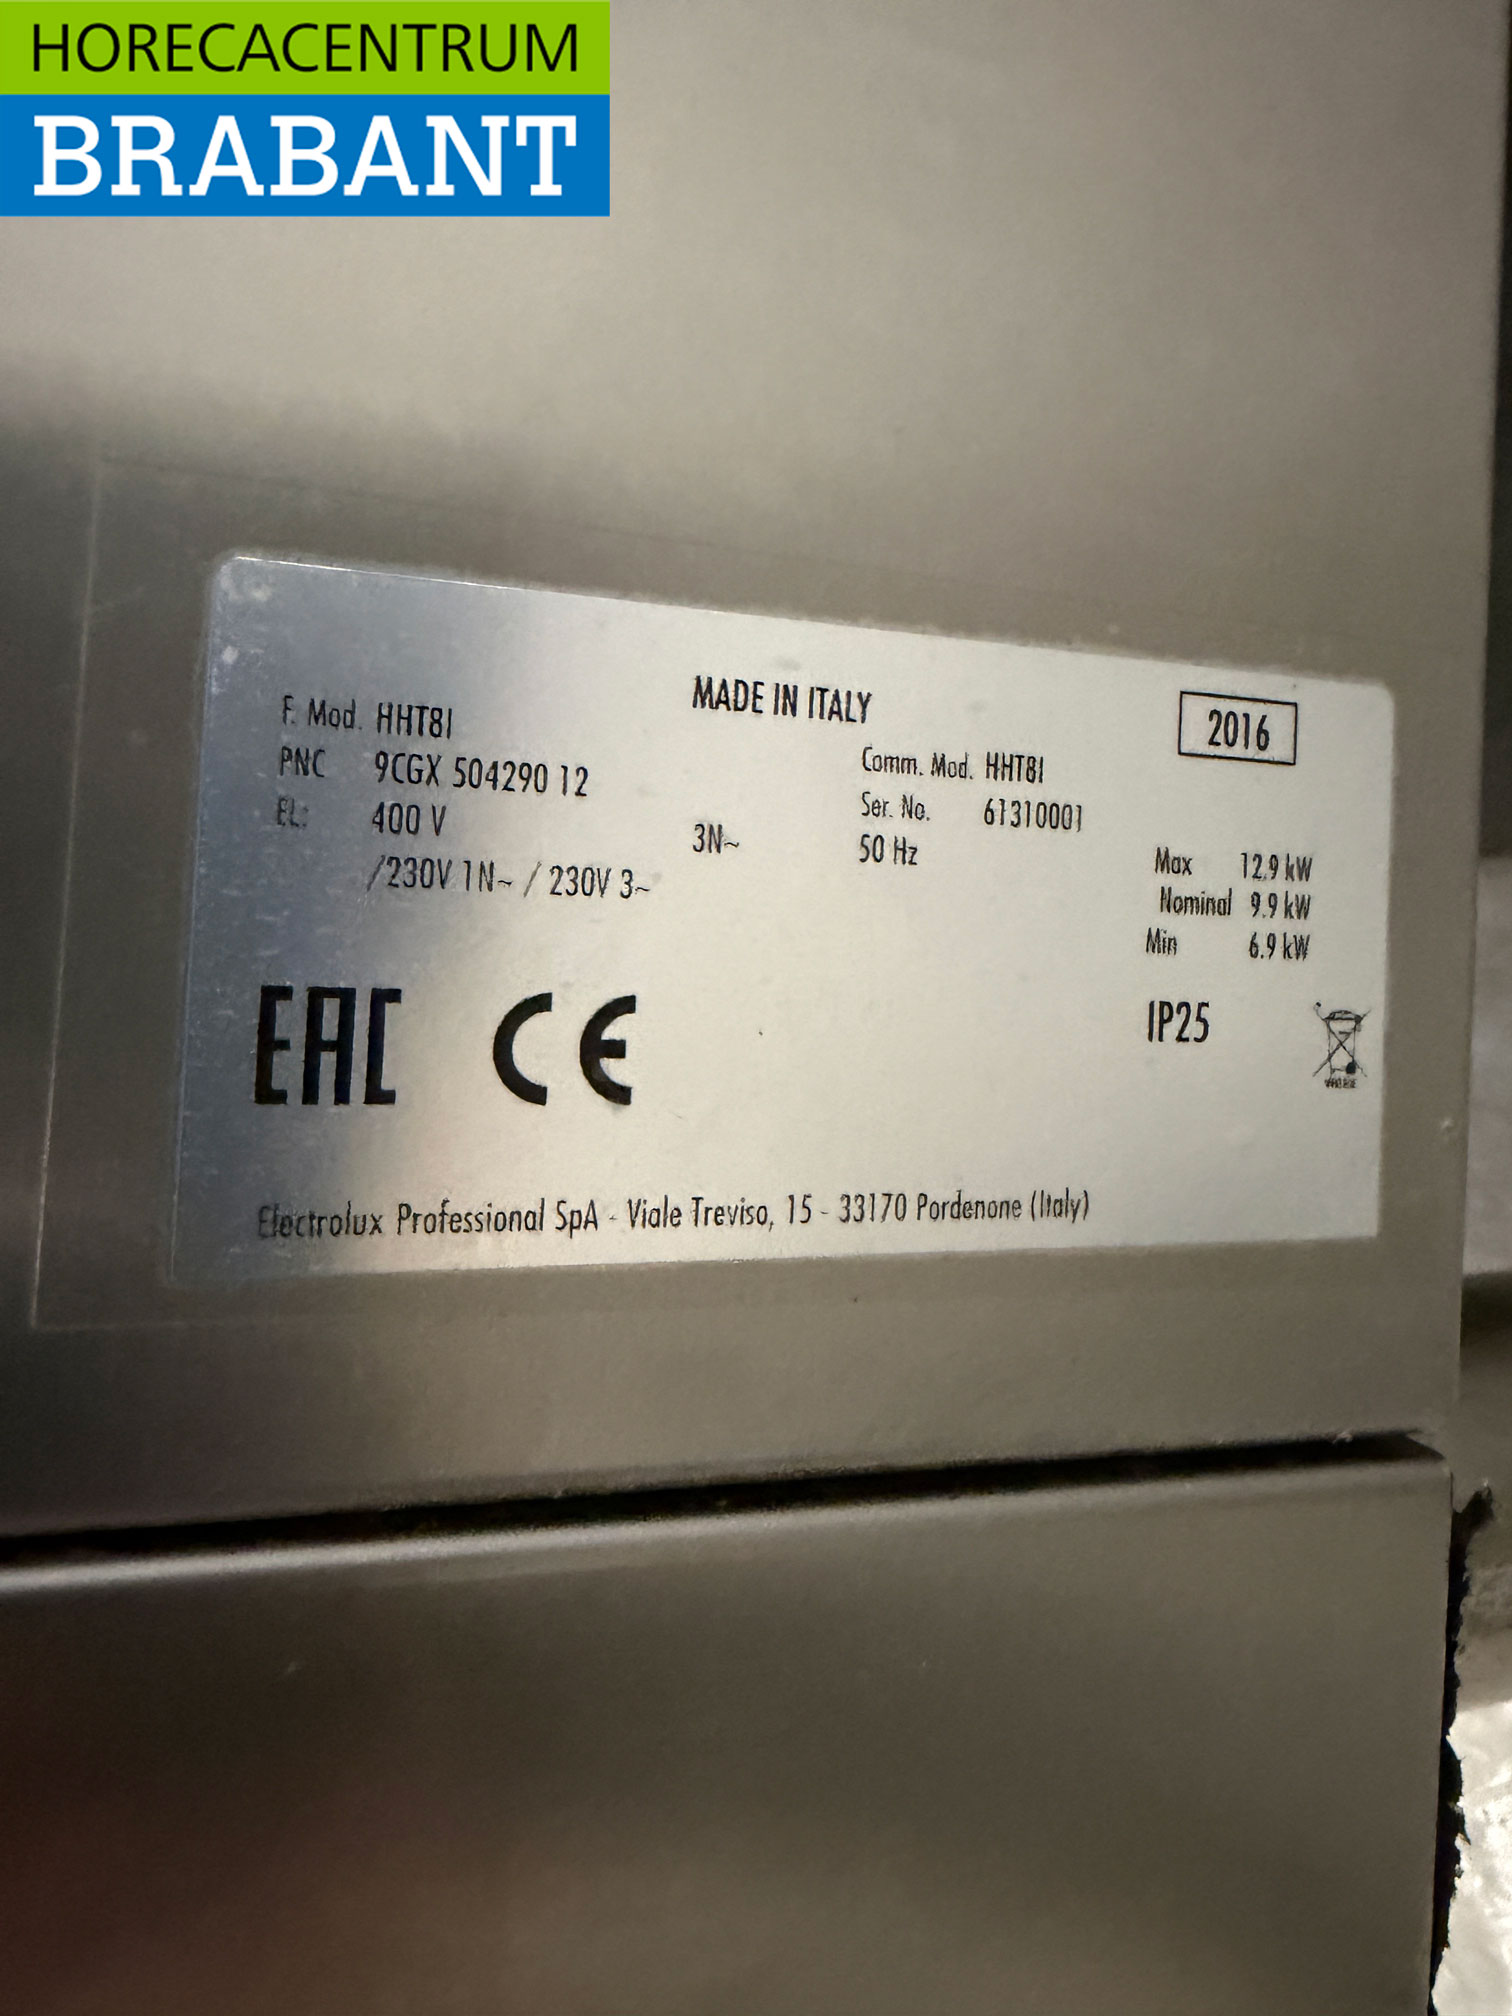 HORECACENTRUM
BRABANT
MADE IN ITALY
2016
F. Mod. HHT8I
Comm. Mod. HHT8I
PNC 9CGX 504290 12
Ser. No. 61310001
EL: 400 V 3N~ 50 Hz
/230V 1N~ / 230V 3~
Max 12.9 kW
Nominal 9.9 kW
Min 6.9 kW
IP25
EAC CE
Electrolux Professional SpA - Viale Treviso, 15 - 33170 Pordenone (Italy)